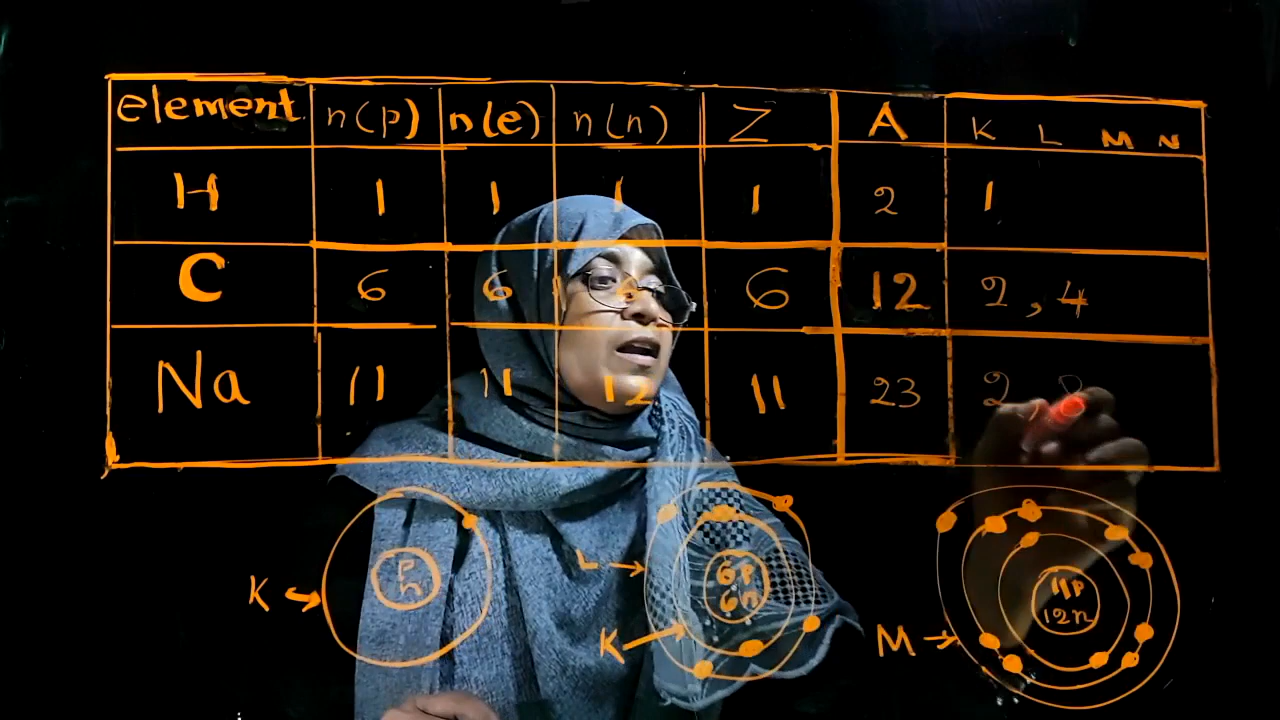 element n(p) n(e) n(n) Z A K L M N
H 1 1 1 1 2 1
C 6 6 6 12 2, 4
Na 11 11 12 11 23 2, 8
K
p
n
L
K
6p
6n
M
11p
12n